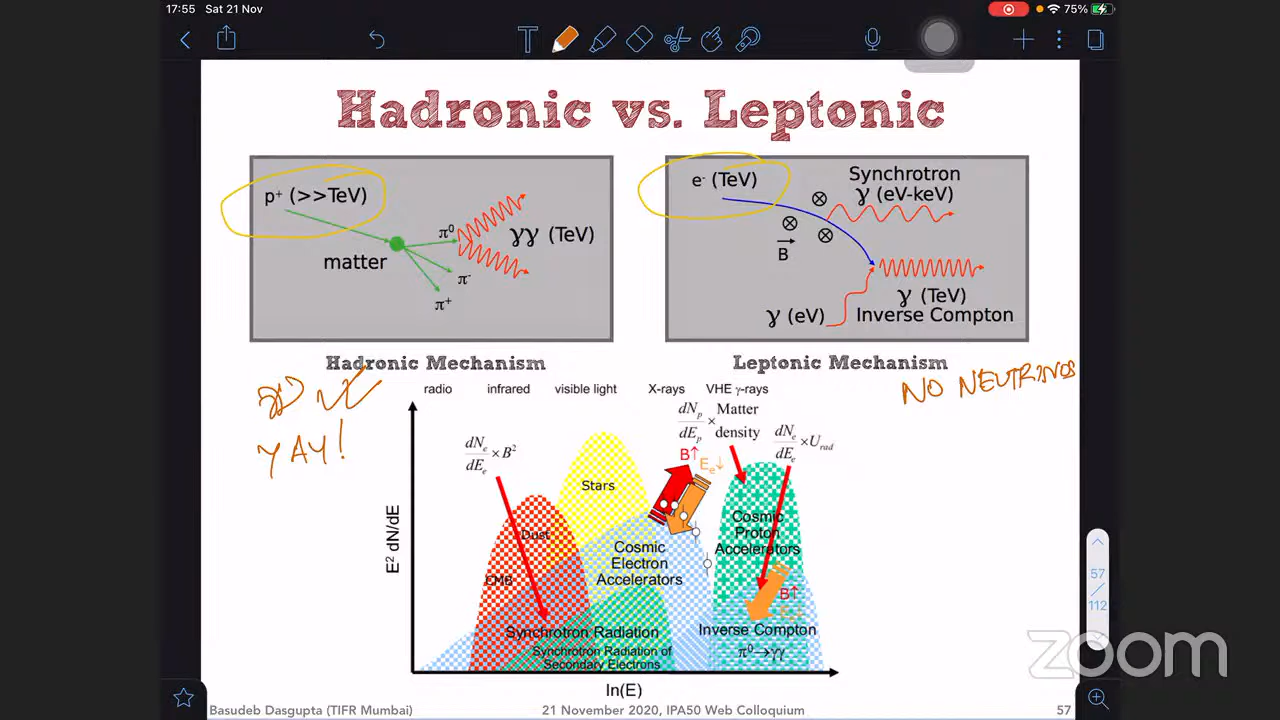 17:55 Sat 21 Nov
75%
Hadronic vs. Leptonic
p⁺ (>>TeV)
matter
π⁰
π⁻
π⁺
γγ (TeV)
e⁻ (TeV)
Synchrotron
γ (eV-keV)
B
γ (TeV)
γ (eV)
Inverse Compton
Hadronic Mechanism
Leptonic Mechanism
YAY!
NO NEUTRINOS
radio infrared visible light X-rays VHE γ-rays
dNₑ/dEₑ × B²
dNₚ/dEₚ × Matter density
dNₑ/dEₑ × U_rad
B↑
Eₑ↓
Stars
Dust
CMB
Cosmic
Electron
Accelerators
Cosmic
Proton
Accelerators
B↑
Synchrotron Radiation
Synchrotron Radiation of
Secondary Electrons
Inverse Compton
π⁰→γγ
E² dN/dE
ln(E)
57
/
112
zoom
Basudeb Dasgupta (TIFR Mumbai) 21 November 2020, IPA50 Web Colloquium 57